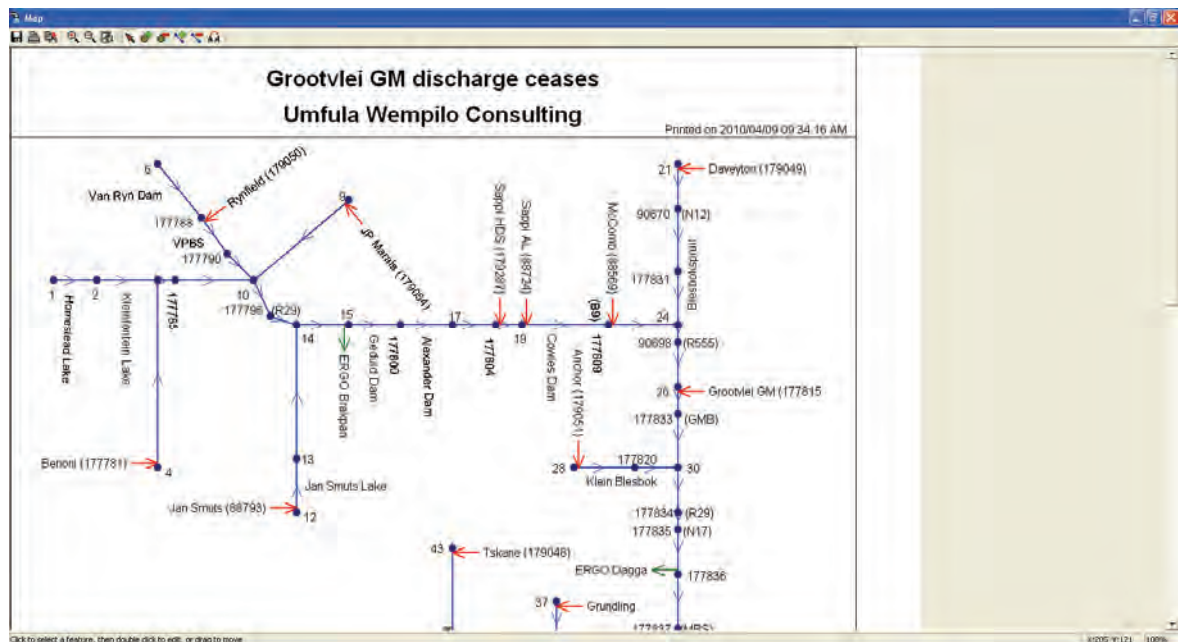 Map
Grootvlei GM discharge ceases
Umfula Wempilo Consulting
Printed on 2010/04/09 09:34:16 AM
6
Van Ryn Dam
Rynfield (179050)
177788
VPBS
177790
9
JP Marais (179054)
1
2
10
Homestead Lake
Kleinfontein Lake
177785
177796
(R29)
14
15
17
19
ERGO Brakpan
Geduld Dam
177800
Alexander Dam
177804
Sappi HDS (179287)
Sappi AL (88724)
Cowles Dam
McComb (88569)
(B9)
177809
21
Daveyton (179049)
90670
(N12)
177831
Blesbokspruit
24
90698
(R555)
26
Grootvlei GM (177815
177833
(GMB)
Anchor (179051)
28
177820
30
Klein Blesbok
Benoni (177781)
4
13
Jan Smuts Lake
Jan Smuts (88793)
12
177834
(R29)
177835
(N17)
43
Tskane (179048)
ERGO Dagga
177836
37
Grundling
Click to select a feature, then double click to edit, or drag to move
100%